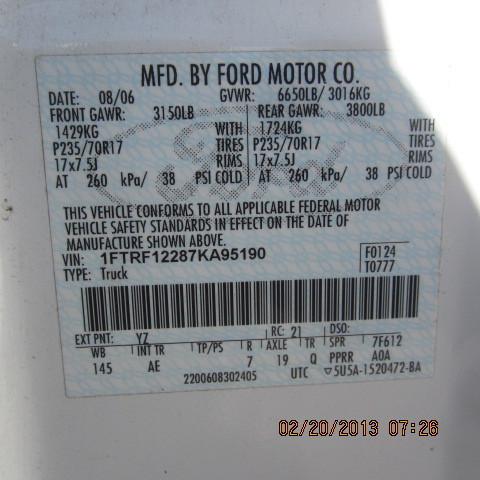 MFD. BY FORD MOTOR CO.
DATE: 08/06 GVWR: 6650LB/ 3016KG
FRONT GAWR: 3150LB REAR GAWR: 3800LB
1429KG WITH 1724KG WITH
P235/70R17 TIRES P235/70R17 TIRES
17x7.5J RIMS 17x7.5J RIMS
AT 260 kPa/ 38 PSI COLD AT 260 kPa/ 38 PSI COLD
THIS VEHICLE CONFORMS TO ALL APPLICABLE FEDERAL MOTOR
VEHICLE SAFETY STANDARDS IN EFFECT ON THE DATE OF
MANUFACTURE SHOWN ABOVE.
VIN: 1FTRF12287KA95190 F0124
TYPE: Truck T0777
EXT PNT: YZ RC: 21 DSO:
WB INT TR TP/PS R AXLE TR SPR 7F612
145 AE 7 19 Q PPRR A0A
2200608302405 UTC ▽5U5A-1520472-BA
02/20/2013 07:26